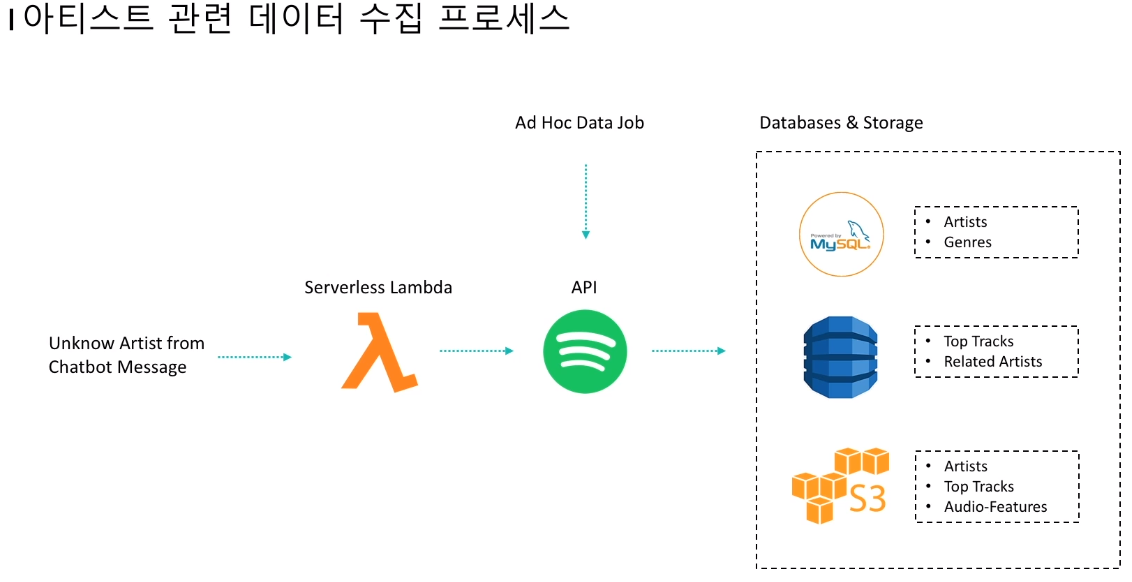 아티스트 관련 데이터 수집 프로세스
Ad Hoc Data Job
Databases & Storage
Powered by
MySQL®
• Artists
• Genres
Serverless Lambda
API
Unknow Artist from
Chatbot Message
• Top Tracks
• Related Artists
S3
• Artists
• Top Tracks
• Audio-Features